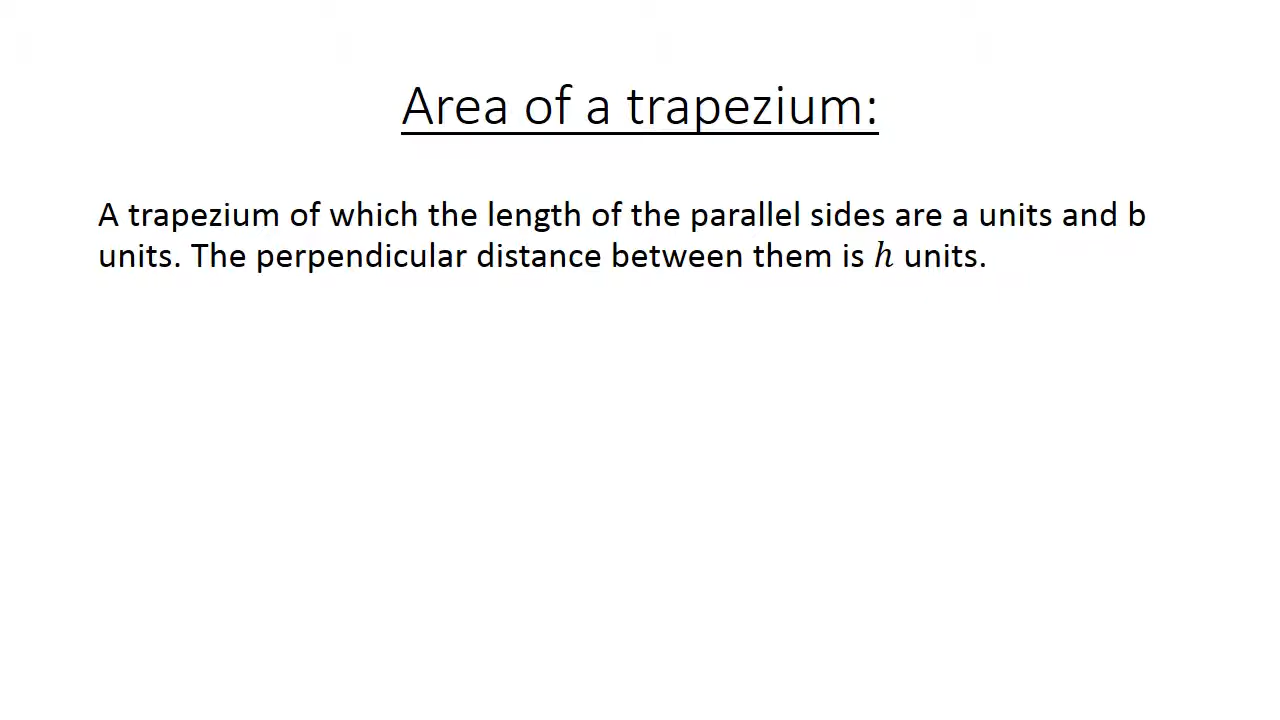 Area of a trapezium:
A trapezium of which the length of the parallel sides are a units and b
units. The perpendicular distance between them is ℎ units.